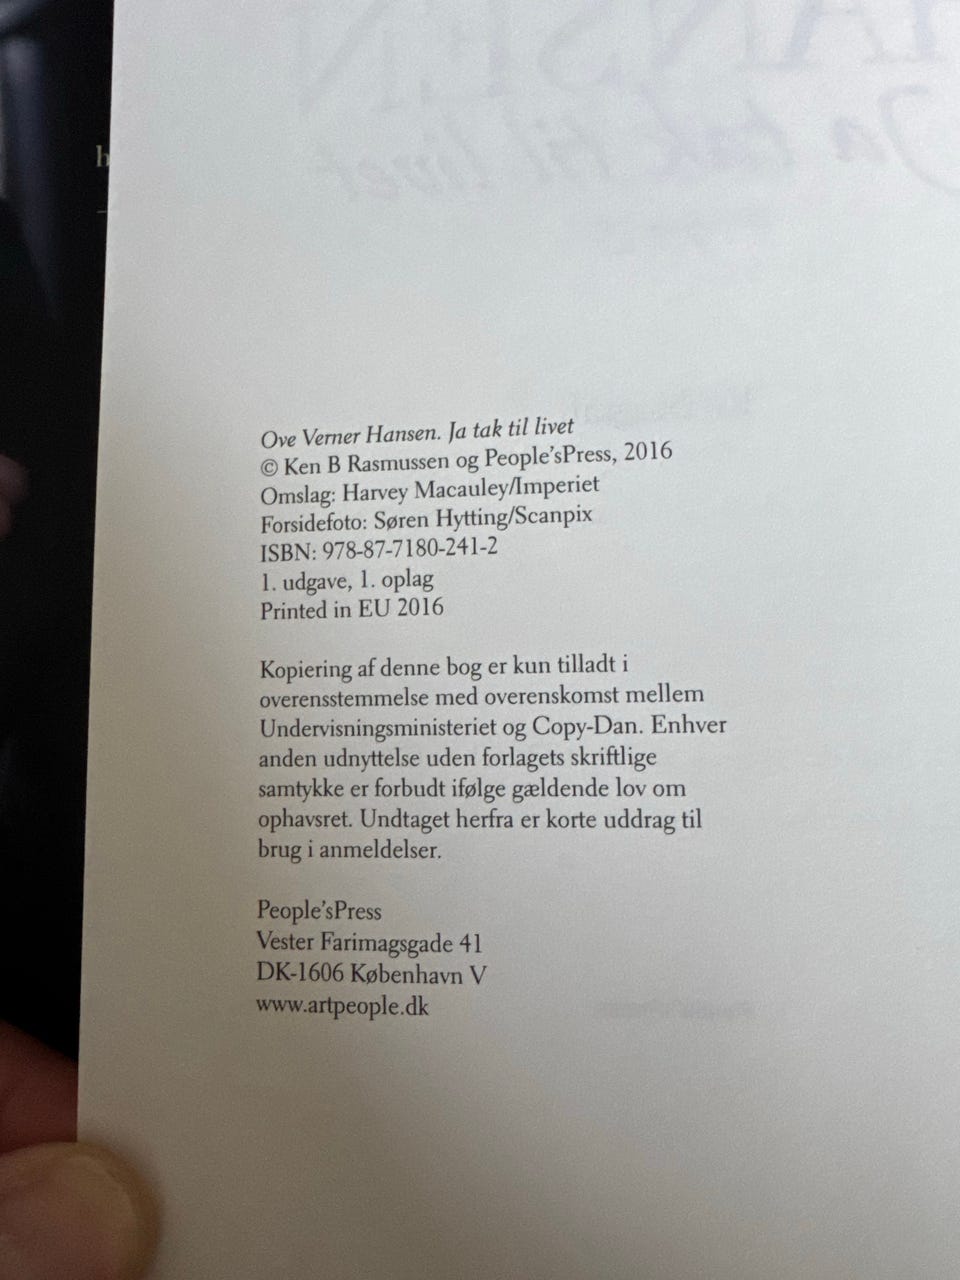 Ove Verner Hansen. Ja tak til livet
© Ken B Rasmussen og People'sPress, 2016
Omslag: Harvey Macauley/Imperiet
Forsidefoto: Søren Hytting/Scanpix
ISBN: 978-87-7180-241-2
1. udgave, 1. oplag
Printed in EU 2016
Kopiering af denne bog er kun tilladt i
overensstemmelse med overenskomst mellem
Undervisningsministeriet og Copy-Dan. Enhver
anden udnyttelse uden forlagets skriftlige
samtykke er forbudt ifølge gældende lov om
ophavsret. Undtaget herfra er korte uddrag til
brug i anmeldelser.
People'sPress
Vester Farimagsgade 41
DK-1606 København V
www.artpeople.dk